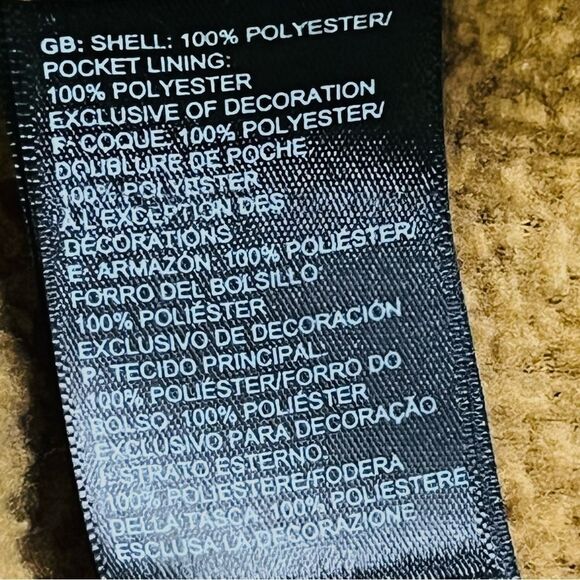 GB: SHELL: 100% POLYESTER/
POCKET LINING:
100% POLYESTER
EXCLUSIVE OF DECORATION
F: COQUE: 100% POLYESTER/
DOUBLURE DE POCHE:
100% POLYESTER
À L'EXCEPTION DES
DÉCORATIONS
E: ARMAZÓN: 100% POLIÉSTER/
FORRO DEL BOLSILLO:
100% POLIÉSTER
EXCLUSIVO DE DECORACIÓN
P: TECIDO PRINCIPAL:
100% POLIÉSTER/FORRO DO
BOLSO: 100% POLIÉSTER
EXCLUSIVO PARA DECORAÇÃO
I: STRATO ESTERNO:
100% POLIESTERE/FODERA
DELLA TASCA: 100% POLIESTERE
ESCLUSA LA DECORAZIONE